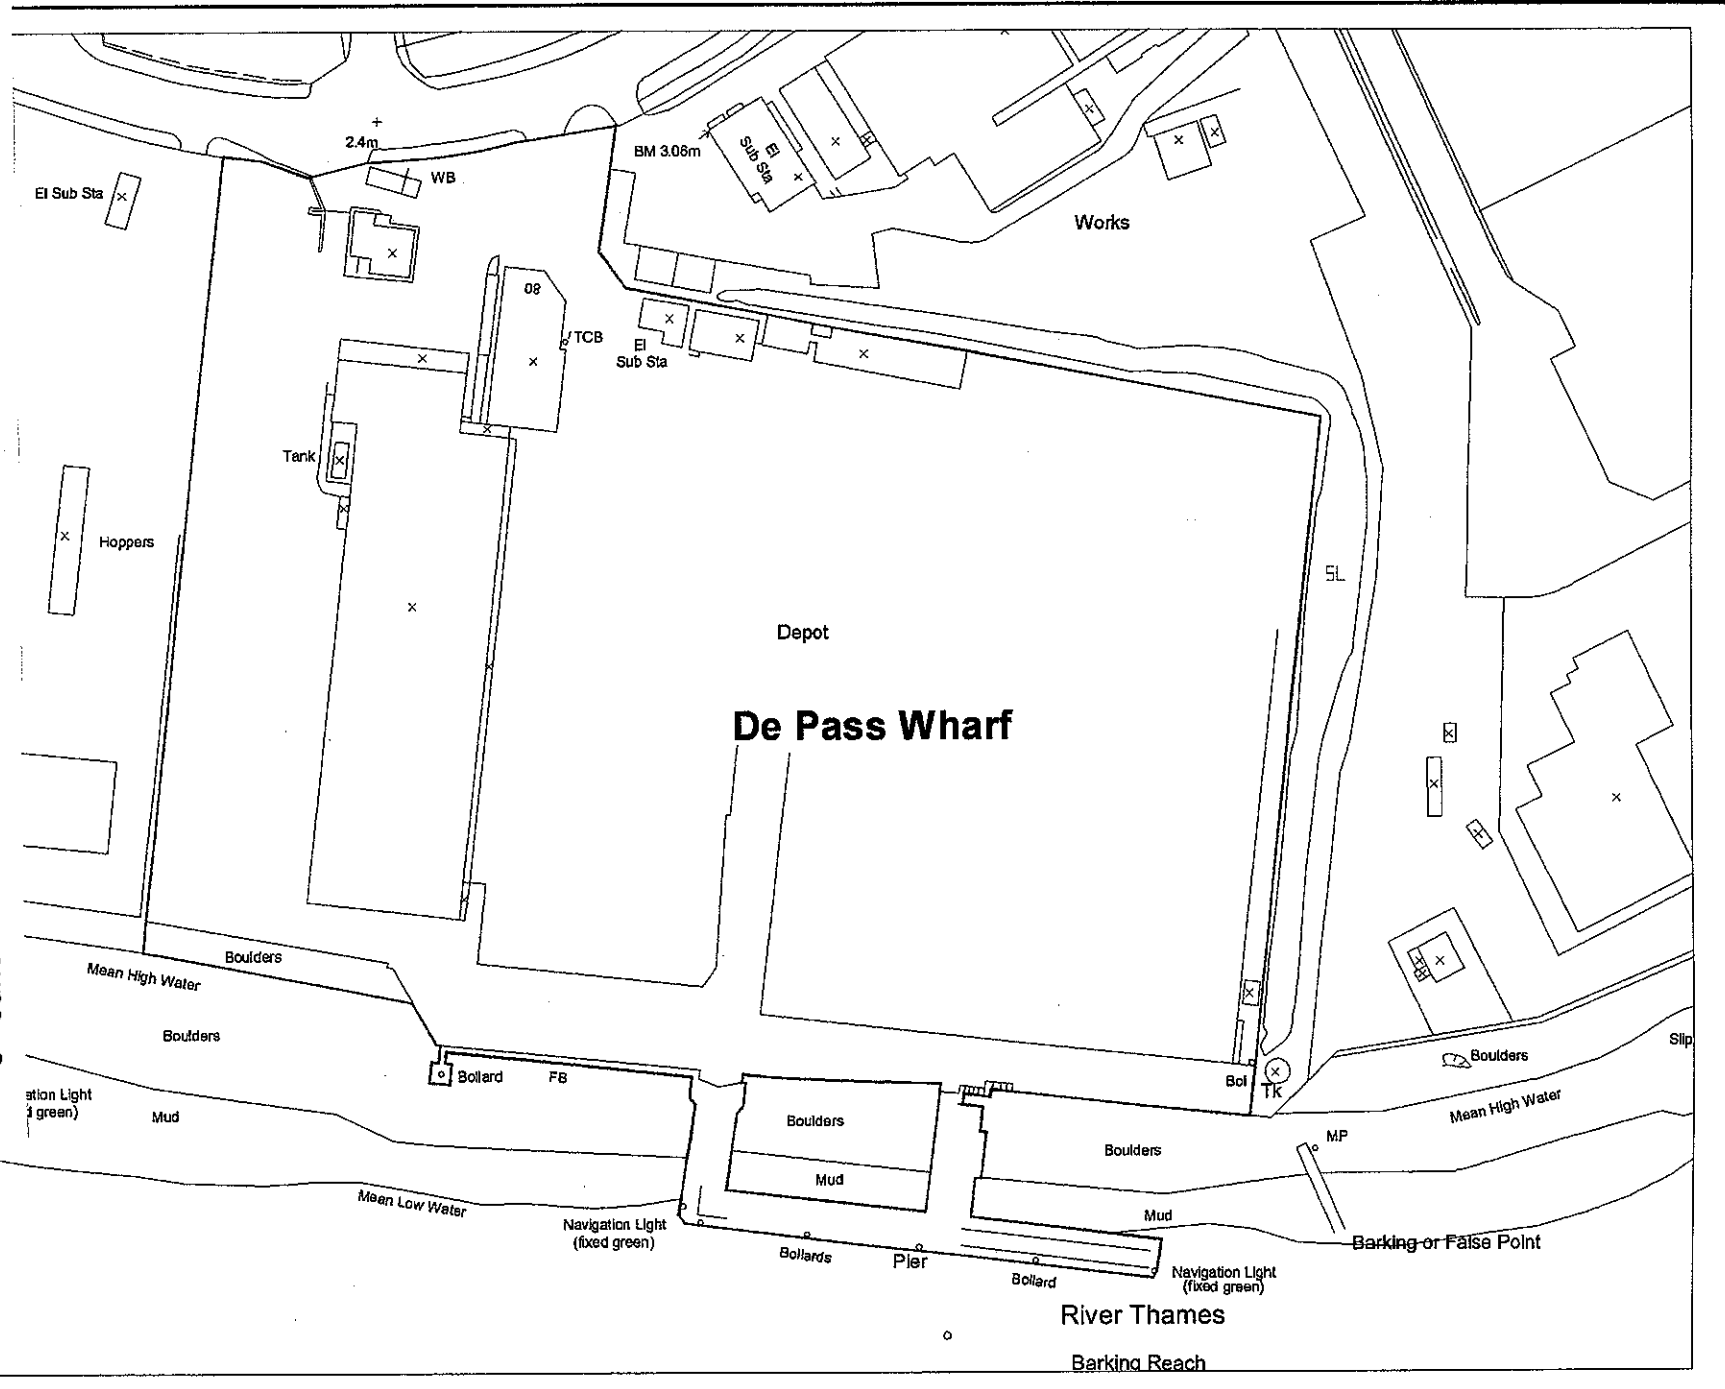 2.4m
WB
BM 3.06m
El
Sub Sta
Works
El Sub Sta
08
TCB
El
Sub Sta
Tank
Hoppers
SL
Depot
De Pass Wharf
Boulders
Mean High Water
Boulders
Bollard
FB
Bol
Tk
Boulders
Slip
ation Light
green)
Mud
Boulders
Mud
Boulders
MP
Mean High Water
Mean Low Water
Navigation Light
(fixed green)
Bollards
Pier
Bollard
Mud
Barking or False Point
Navigation Light
(fixed green)
River Thames
Barking Reach